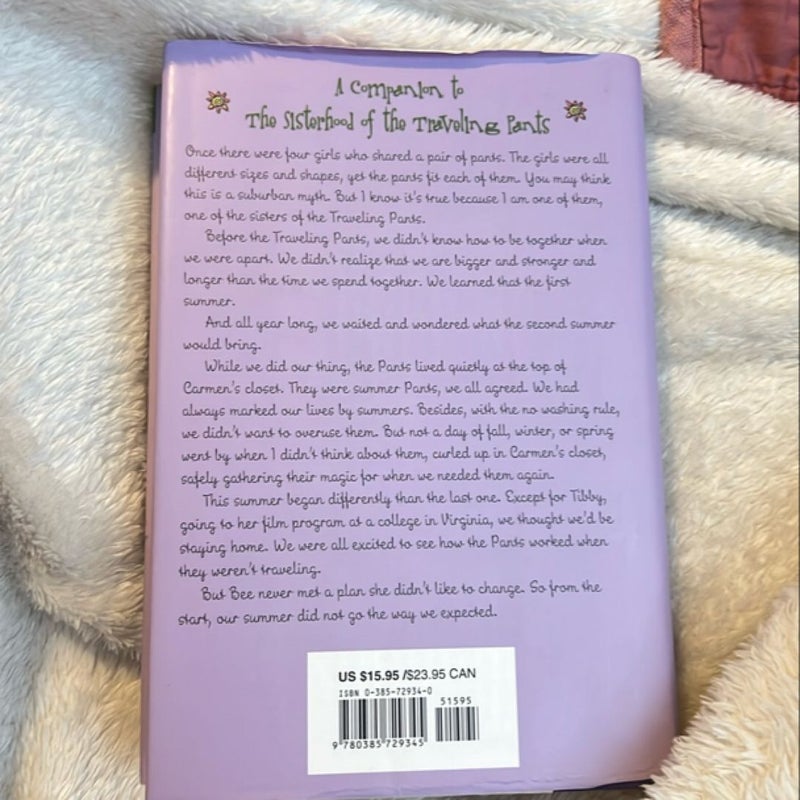 A Companion to
The Sisterhood of the Traveling Pants
Once there were four girls who shared a pair of pants. The girls were all
different sizes and shapes, yet the pants fit each of them. You may think
this is a suburban myth. But I know it's true because I am one of them,
one of the sisters of the Traveling Pants.
Before the Traveling Pants, we didn't know how to be together when
we were apart. We didn't realize that we are bigger and stronger and
longer than the time we spend together. We learned that the first
summer.
And all year long, we waited and wondered what the second summer
would bring.
While we did our thing, the Pants lived quietly at the top of
Carmen's closet. They were summer Pants, we all agreed. We had
always marked our lives by summers. Besides, with the no washing rule,
we didn't want to overuse them. But not a day of fall, winter, or spring
went by when I didn't think about them, curled up in Carmen's closet,
safely gathering their magic for when we needed them again.
This summer began differently than the last one. Except for Tibby,
going to her film program at a college in Virginia, we thought we'd be
staying home. We were all excited to see how the Pants worked when
they weren't traveling.
But Bee never met a plan she didn't like to change. So from the
start, our summer did not go the way we expected.
US $15.95 /$23.95 CAN
ISBN 0-385-72934-0
51595
9 780385 729345